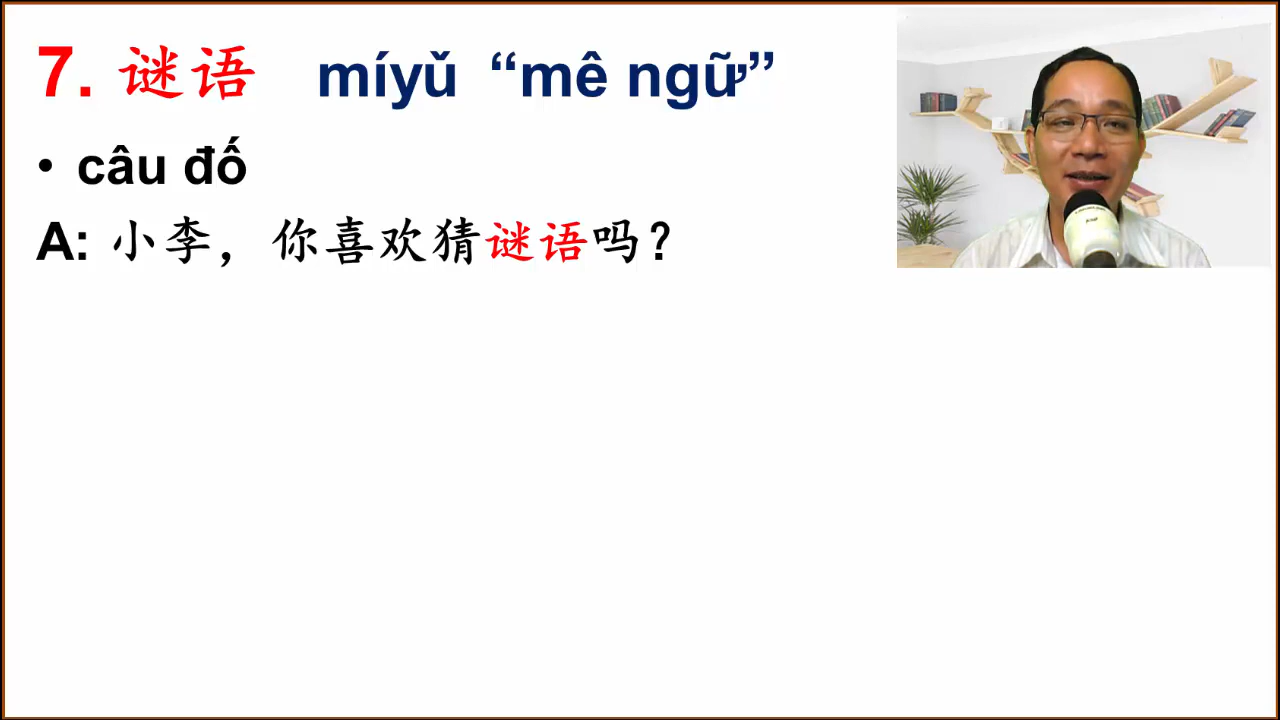 7. 谜语 míyǔ “mê ngữ”
• câu đố
A: 小李，你喜欢猜谜语吗？